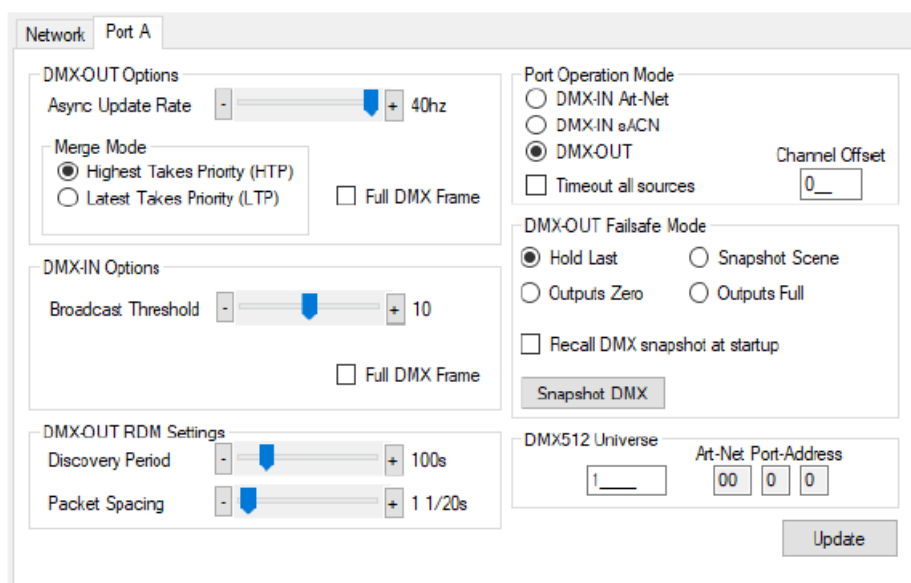 Network Port A
DMX-OUT Options
Async Update Rate - + 40hz
Merge Mode
Highest Takes Priority (HTP)
Latest Takes Priority (LTP)
Full DMX Frame
DMX-IN Options
Broadcast Threshold - + 10
Full DMX Frame
DMX-OUT RDM Settings
Discovery Period - + 100s
Packet Spacing - + 1 1/20s
Port Operation Mode
DMX-IN Art-Net
DMX-IN sACN
DMX-OUT
Channel Offset
Timeout all sources 0__
DMX-OUT Failsafe Mode
Hold Last Snapshot Scene
Outputs Zero Outputs Full
Recall DMX snapshot at startup
Snapshot DMX
DMX512 Universe
Art-Net Port-Address
1____ 00 0 0
Update